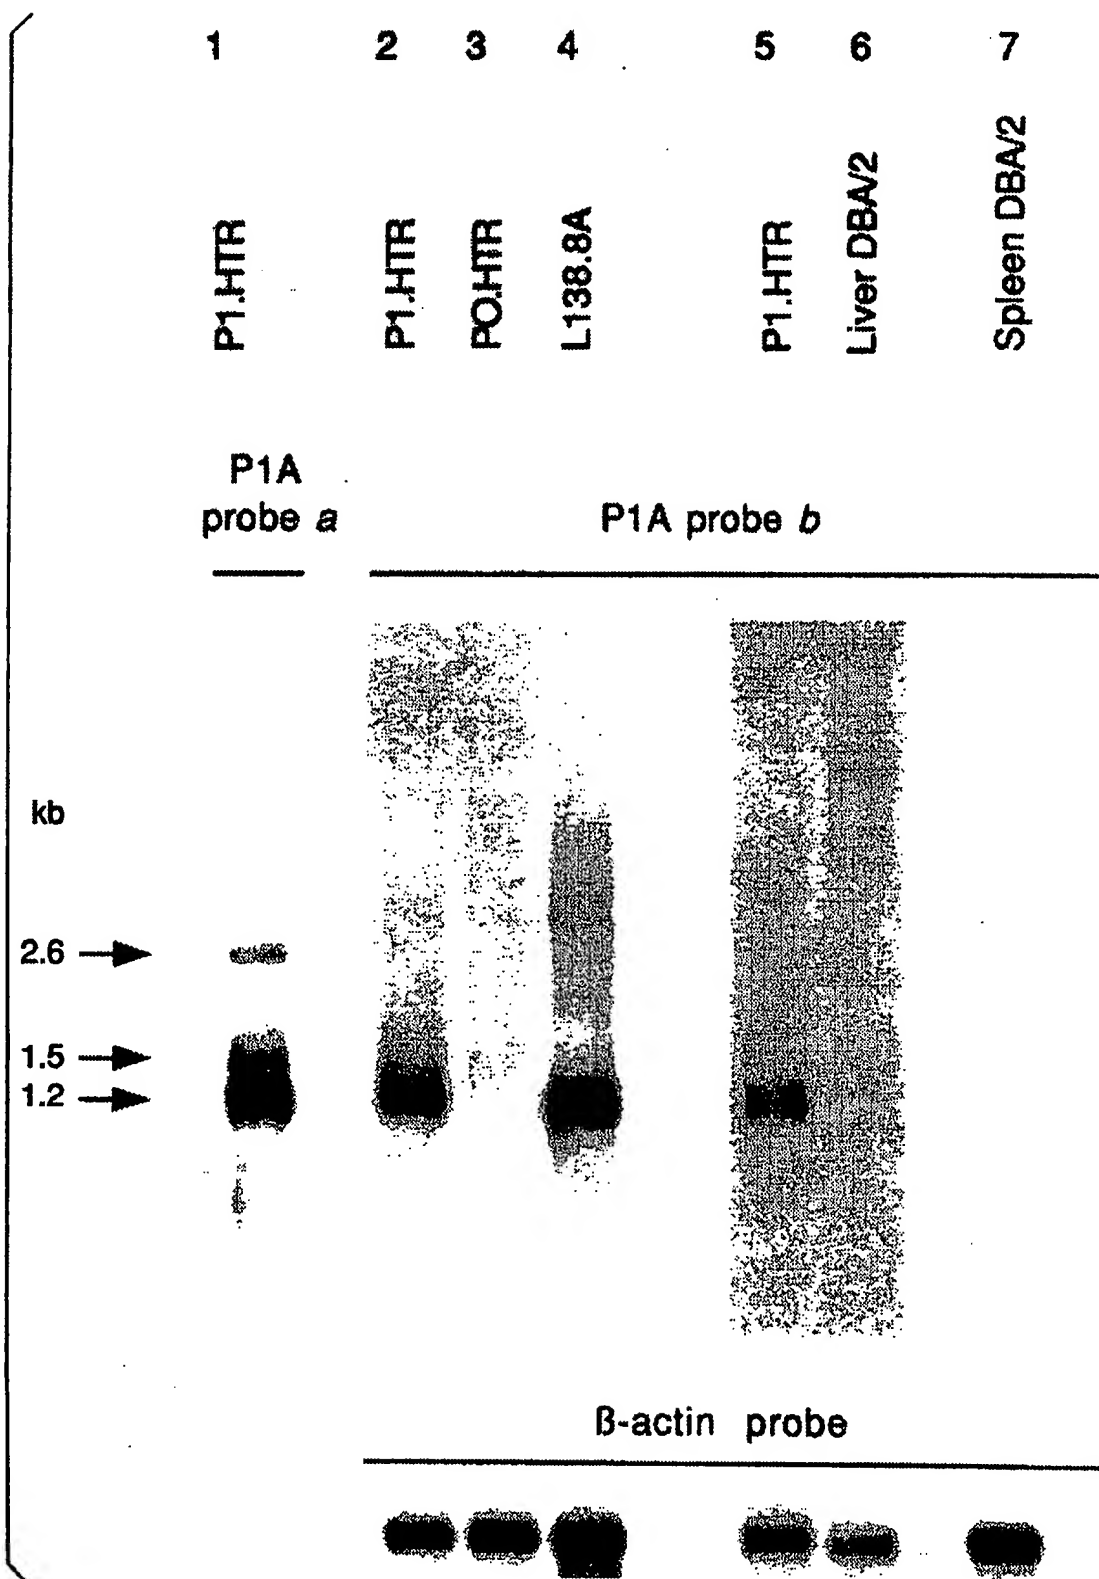 1 2 3 4 5 6 7
P1.HTR
P1.HTR
PO.HTR
L138.8A
P1.HTR
Liver DBA/2
Spleen DBA/2
P1A
probe a
P1A probe b
kb
2.6
1.5
1.2
ß-actin probe